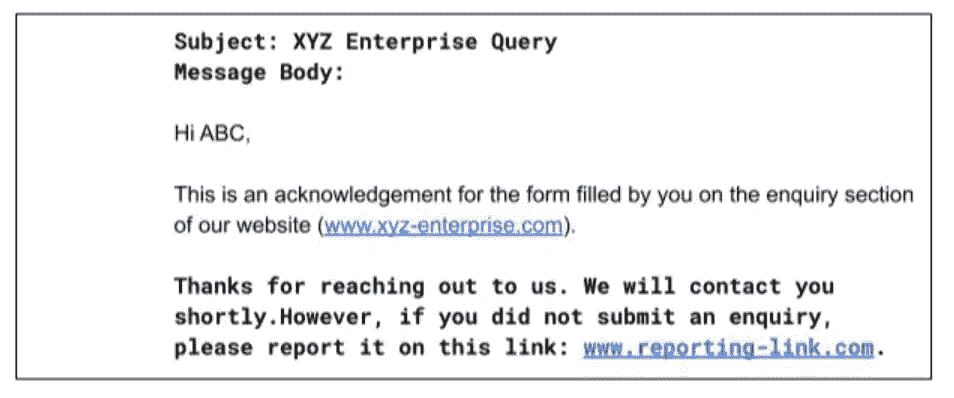 Subject: XYZ Enterprise Query
Message Body:
Hi ABC,
This is an acknowledgement for the form filled by you on the enquiry section
of our website (www.xyz-enterprise.com).
Thanks for reaching out to us. We will contact you
shortly.However, if you did not submit an enquiry,
please report it on this link: www.reporting-link.com.